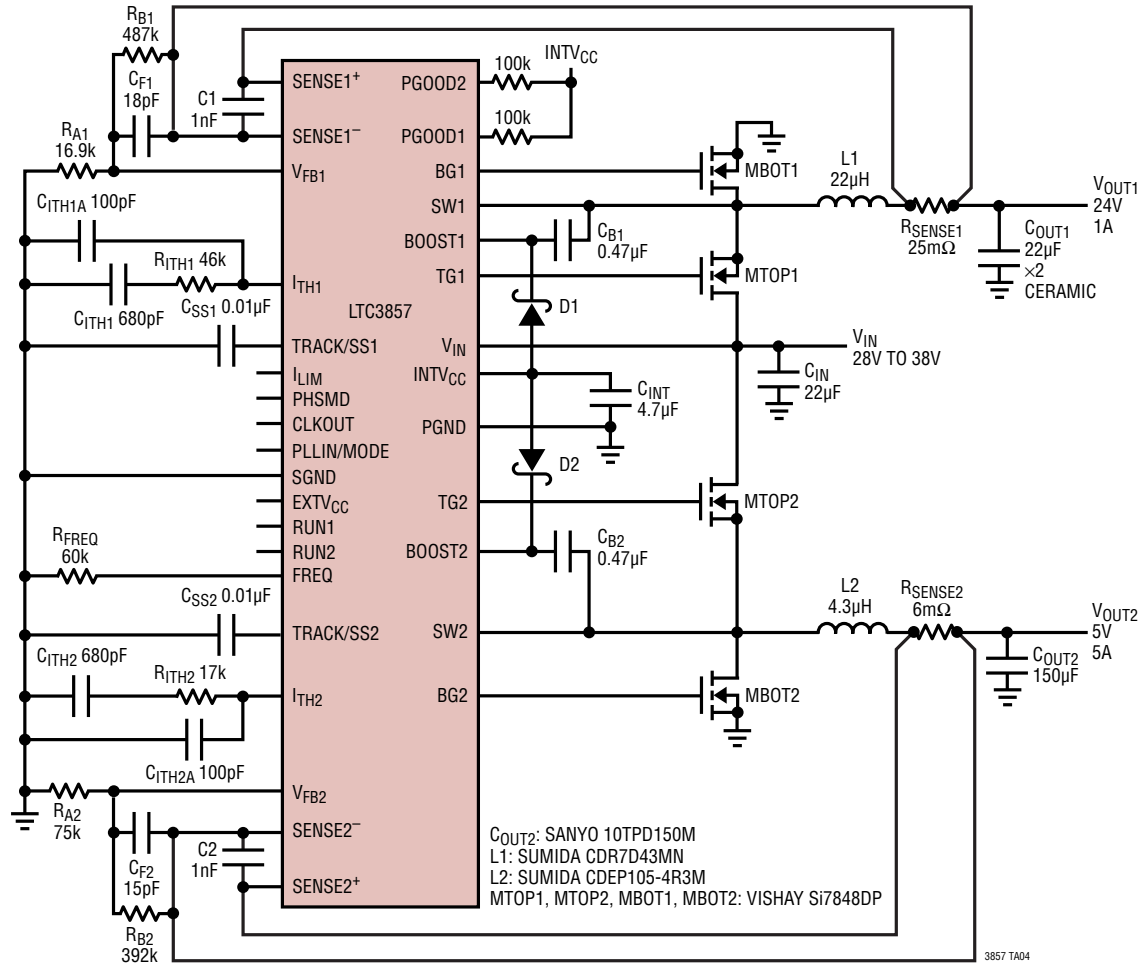 RB1
487k
CF1
18pF
RA1
16.9k
C1
1nF
CITH1A 100pF
RITH1 46k
CITH1 680pF
CSS1 0.01µF
RFREQ
60k
CSS2 0.01µF
CITH2 680pF
RITH2 17k
CITH2A 100pF
RA2
75k
CF2
15pF
RB2
392k
C2
1nF
SENSE1+
SENSE1–
VFB1
ITH1
LTC3857
TRACK/SS1
ILIM
PHSMD
CLKOUT
PLLIN/MODE
SGND
EXTVCC
RUN1
RUN2
FREQ
TRACK/SS2
ITH2
VFB2
SENSE2–
SENSE2+
PGOOD2
PGOOD1
BG1
SW1
BOOST1
TG1
VIN
INTVCC
PGND
TG2
BOOST2
SW2
BG2
100k
INTVCC
100k
MBOT1
L1
22µH
RSENSE1
25mΩ
VOUT1
24V
1A
COUT1
22µF
×2
CERAMIC
CB1
0.47µF
MTOP1
D1
VIN
28V TO 38V
CIN
22µF
CINT
4.7µF
D2
MTOP2
CB2
0.47µF
L2
4.3µH
RSENSE2
6mΩ
VOUT2
5V
5A
COUT2
150µF
MBOT2
COUT2: SANYO 10TPD150M
L1: SUMIDA CDR7D43MN
L2: SUMIDA CDEP105-4R3M
MTOP1, MTOP2, MBOT1, MBOT2: VISHAY Si7848DP
3857 TA04